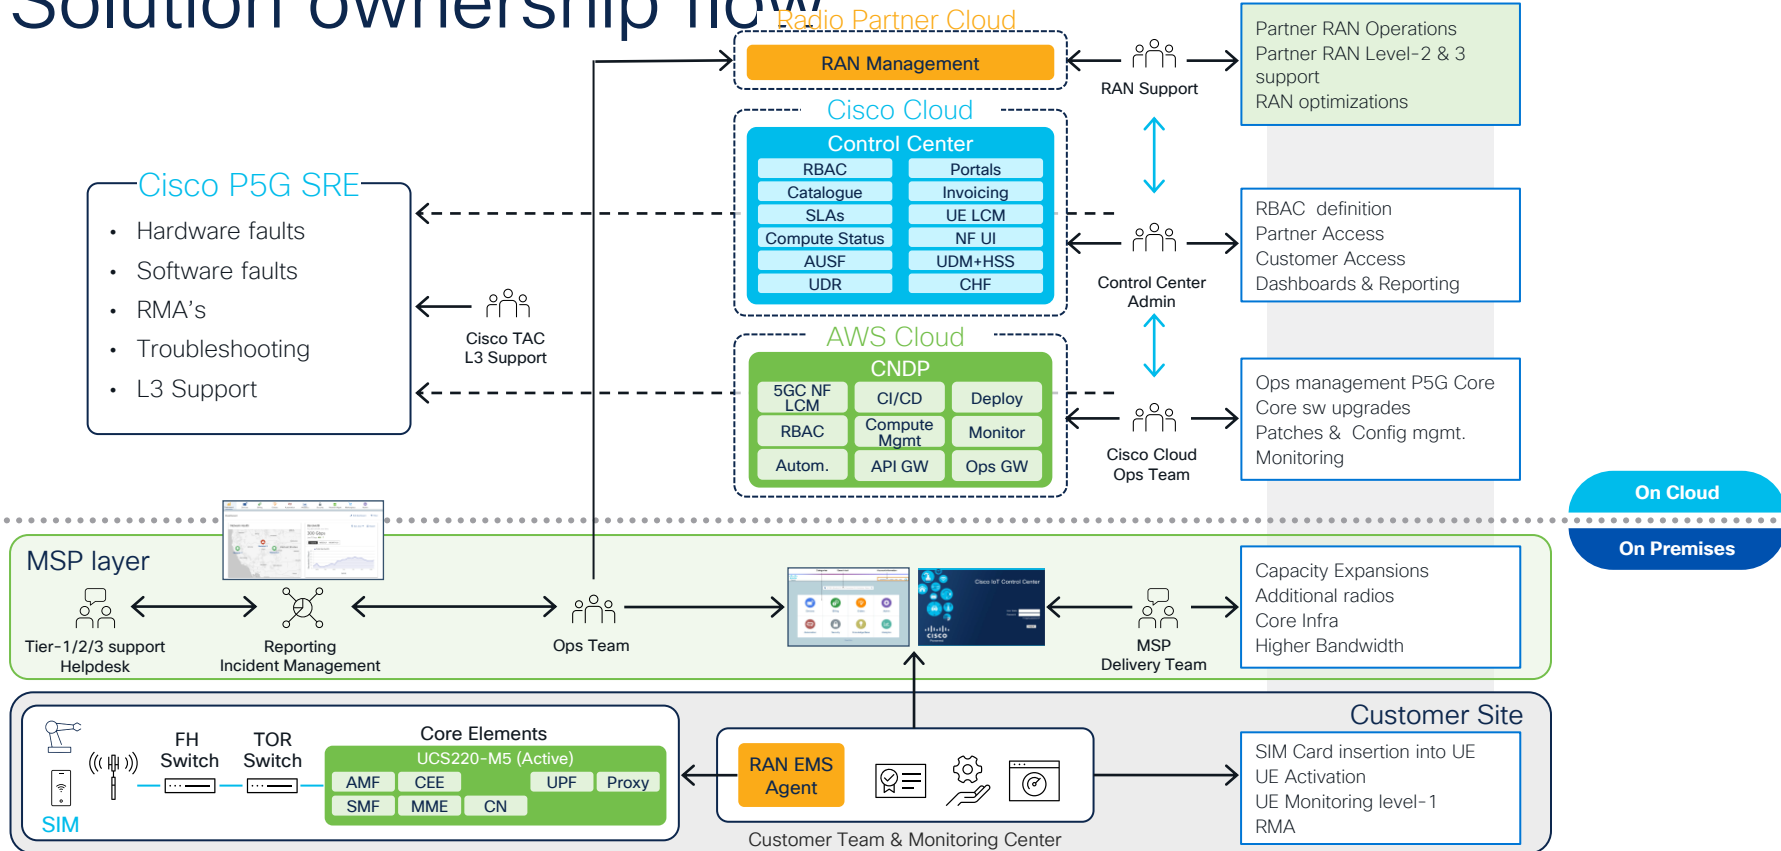 Solution ownership flow
Radio Partner Cloud
RAN Management
RAN Support
Partner RAN Operations
Partner RAN Level-2 & 3
support
RAN optimizations
Cisco Cloud
Control Center
RBAC
Portals
Catalogue
Invoicing
SLAs
UE LCM
Compute Status
NF UI
AUSF
UDM+HSS
UDR
CHF
Control Center
Admin
RBAC definition
Partner Access
Customer Access
Dashboards & Reporting
Cisco P5G SRE
• Hardware faults
• Software faults
• RMA's
• Troubleshooting
• L3 Support
Cisco TAC
L3 Support
AWS Cloud
CNDP
5GC NF
LCM
CI/CD
Deploy
RBAC
Compute
Mgmt
Monitor
Autom.
API GW
Ops GW
Cisco Cloud
Ops Team
Ops management P5G Core
Core sw upgrades
Patches & Config mgmt.
Monitoring
On Cloud
On Premises
MSP layer
Tier-1/2/3 support
Helpdesk
Reporting
Incident Management
Ops Team
Cisco IoT Control Center
CISCO
MSP
Delivery Team
Capacity Expansions
Additional radios
Core Infra
Higher Bandwidth
Customer Site
SIM
FH
Switch
TOR
Switch
Core Elements
UCS220-M5 (Active)
AMF
CEE
UPF
Proxy
SMF
MME
CN
RAN EMS
Agent
Customer Team & Monitoring Center
SIM Card insertion into UE
UE Activation
UE Monitoring level-1
RMA